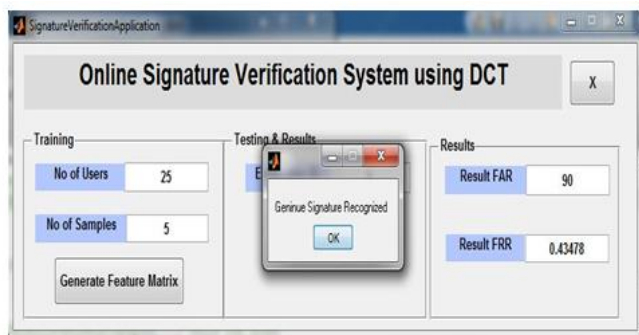 SignatureVerificationApplication
Online Signature Verification System using DCT
X
Training
No of Users 25
No of Samples 5
Generate Feature Matrix
Testing & Results
E
Geninue Signature Recognized
OK
Results
Result FAR 90
Result FRR 0.43478